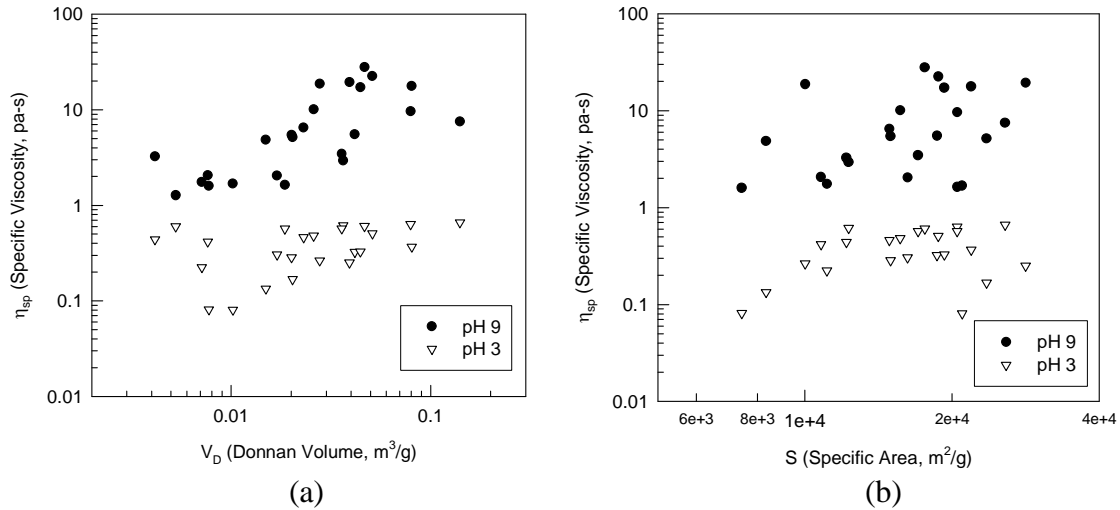 100
10
1
0.1
0.01
η_sp (Specific Viscosity, pa-s)
pH 9
pH 3
0.01
0.1
V_D (Donnan Volume, m³/g)
(a)
100
10
1
0.1
0.01
η_sp (Specific Viscosity, pa-s)
pH 9
pH 3
6e+3
8e+3
1e+4
2e+4
4e+4
S (Specific Area, m²/g)
(b)